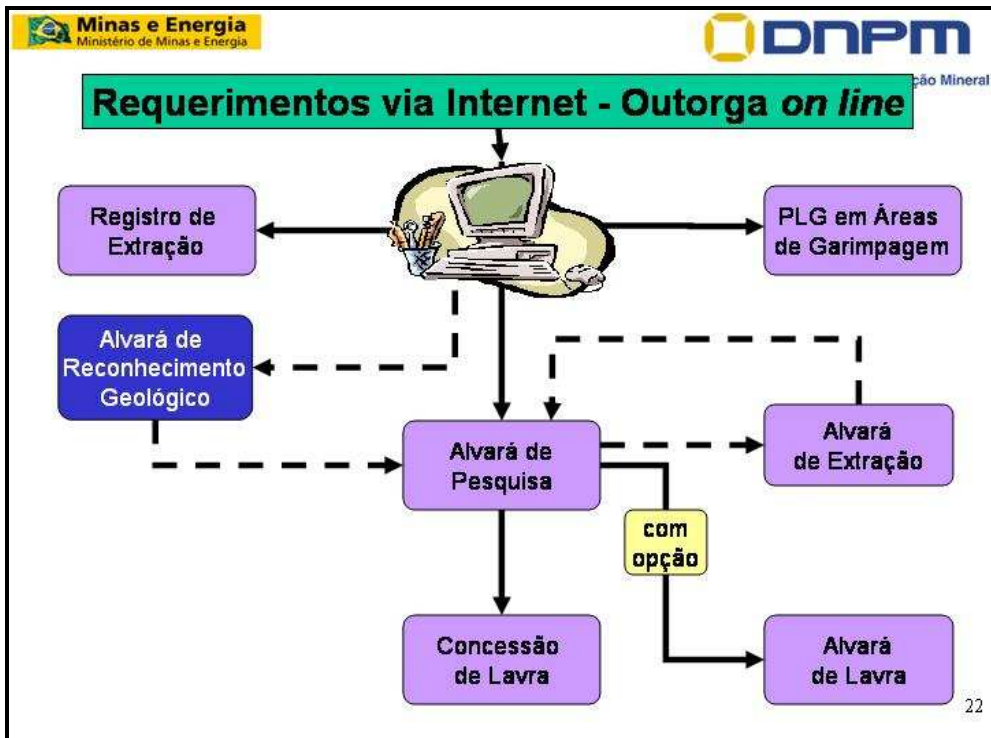 Minas e Energia
Ministério de Minas e Energia
DNPM
ção Mineral
Requerimentos via Internet - Outorga on line
Registro de
Extração
PLG em Áreas
de Garimpagem
Alvará de
Reconhecimento
Geológico
Alvará de
Pesquisa
Alvará
de Extração
com
opção
Concessão
de Lavra
Alvará
de Lavra
22